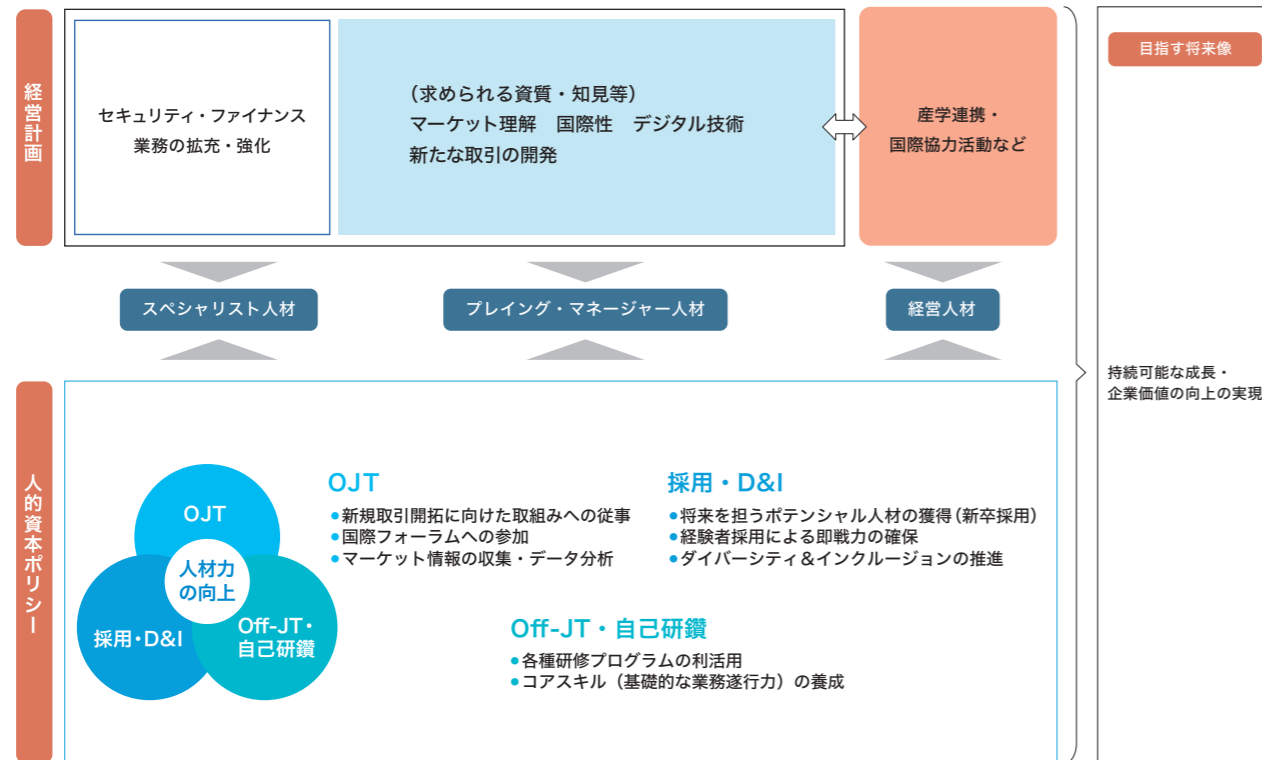 経営計画
セキュリティ・ファイナンス
業務の拡充・強化
(求められる資質・知見等)
マーケット理解　国際性　デジタル技術
新たな取引の開発
産学連携・
国際協力活動など
目指す将来像
スペシャリスト人材
プレイング・マネージャー人材
経営人材
持続可能な成長・
企業価値の向上の実現
人的資本ポリシー
OJT
人材力
の向上
採用・D&I
Off-JT・
自己研鑽
OJT
●新規取引開拓に向けた取組みへの従事
●国際フォーラムへの参加
●マーケット情報の収集・データ分析
採用・D&I
●将来を担うポテンシャル人材の獲得(新卒採用)
●経験者採用による即戦力の確保
●ダイバーシティ&インクルージョンの推進
Off-JT・自己研鑽
●各種研修プログラムの利活用
●コアスキル（基礎的な業務遂行力）の養成